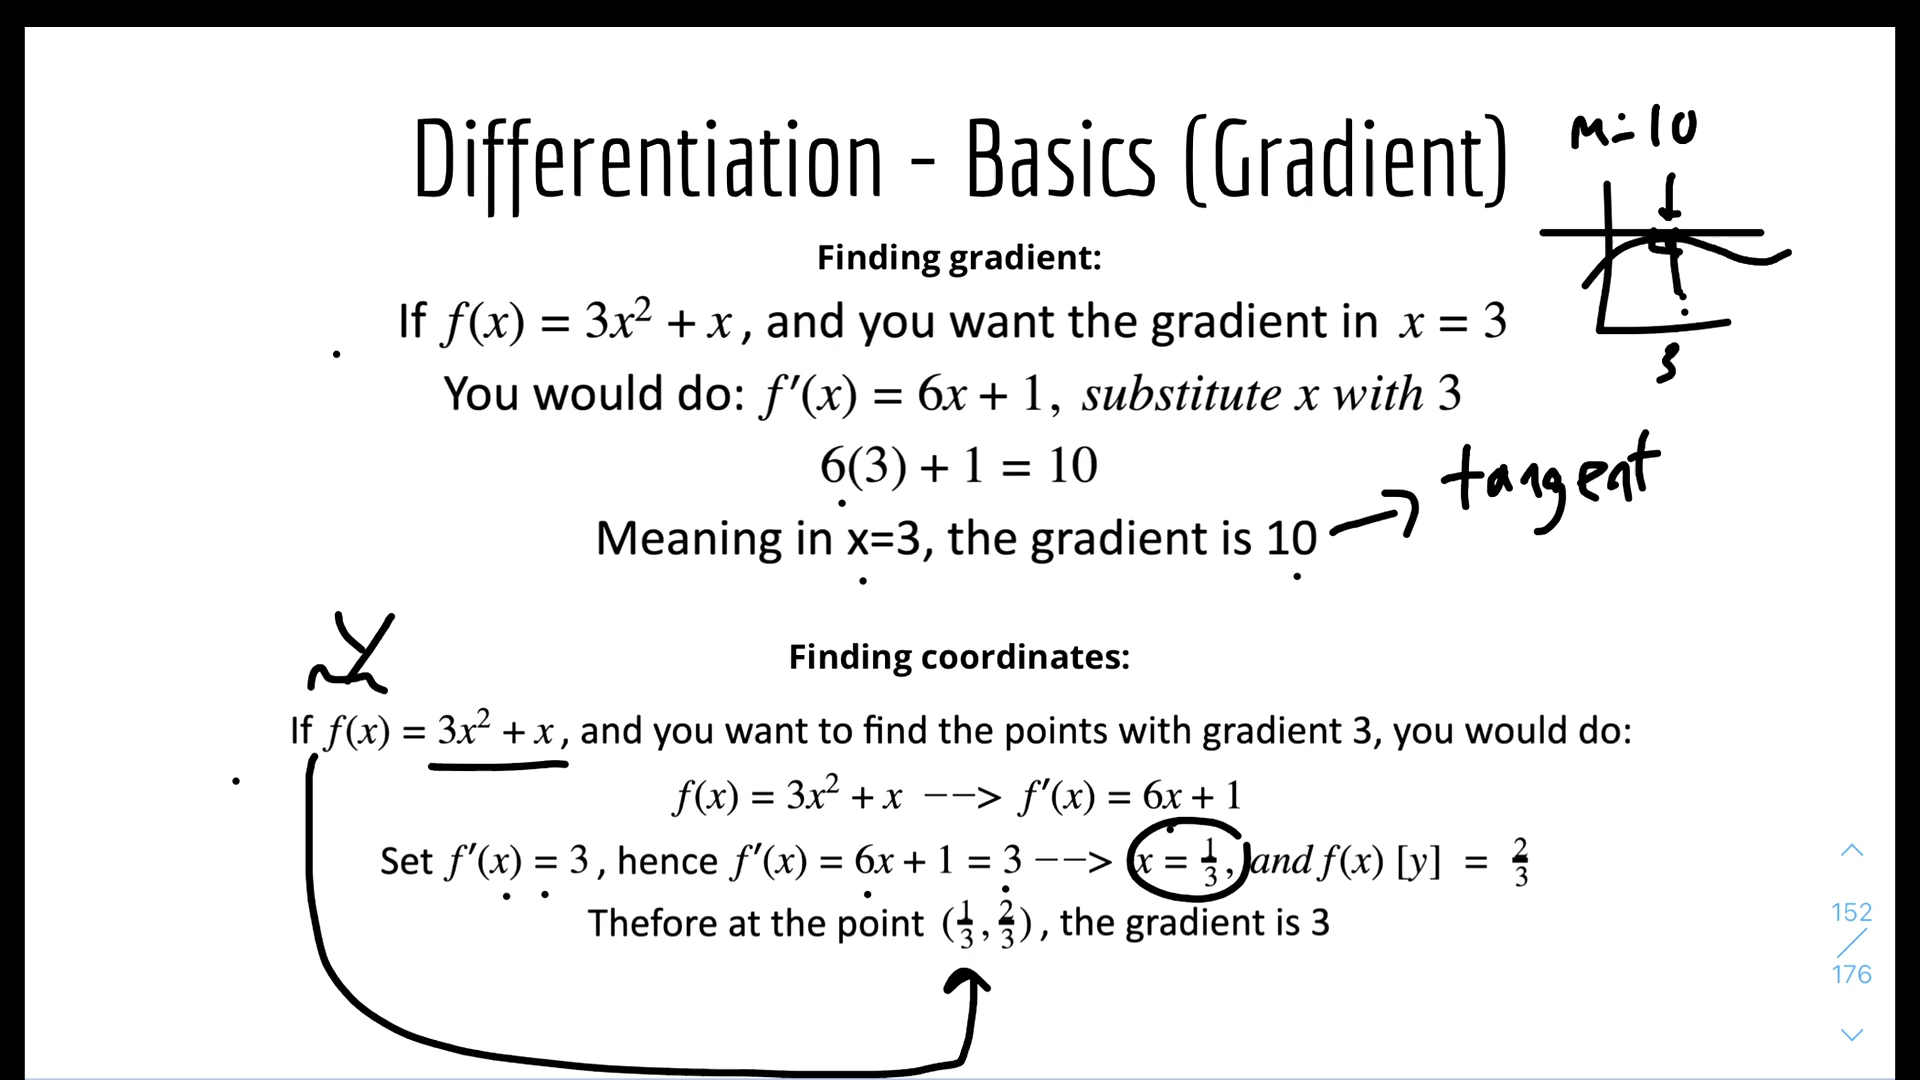 Differentiation - Basics (Gradient)
m=10
Finding gradient:
If f(x) = 3x² + x, and you want the gradient in x = 3
3
You would do: f′(x) = 6x + 1, substitute x with 3
6(3) + 1 = 10
tangent
Meaning in x=3, the gradient is 10
Finding coordinates:
If f(x) = 3x² + x, and you want to find the points with gradient 3, you would do:
f(x) = 3x² + x --> f′(x) = 6x + 1
Set f′(x) = 3, hence f′(x) = 6x + 1 = 3 --> x = 1/3, and f(x) [y] = 2/3
Thefore at the point (1/3, 2/3), the gradient is 3
152
/
176